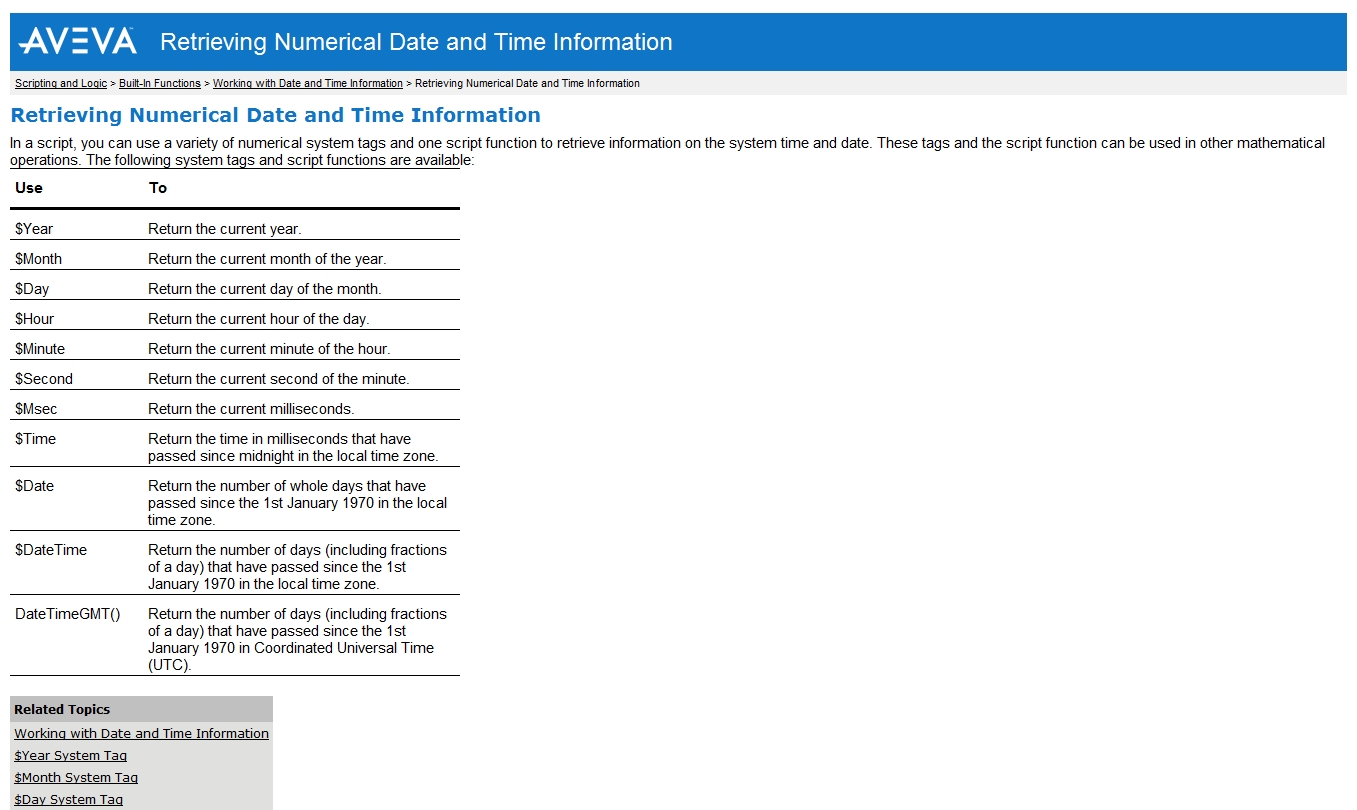 AVEVA Retrieving Numerical Date and Time Information
Scripting and Logic > Built-In Functions > Working with Date and Time Information > Retrieving Numerical Date and Time Information
Retrieving Numerical Date and Time Information
In a script, you can use a variety of numerical system tags and one script function to retrieve information on the system time and date. These tags and the script function can be used in other mathematical
operations. The following system tags and script functions are available:
Use To
$Year Return the current year.
$Month Return the current month of the year.
$Day Return the current day of the month.
$Hour Return the current hour of the day.
$Minute Return the current minute of the hour.
$Second Return the current second of the minute.
$Msec Return the current milliseconds.
$Time Return the time in milliseconds that have
passed since midnight in the local time zone.
$Date Return the number of whole days that have
passed since the 1st January 1970 in the local
time zone.
$DateTime Return the number of days (including fractions
of a day) that have passed since the 1st
January 1970 in the local time zone.
DateTimeGMT() Return the number of days (including fractions
of a day) that have passed since the 1st
January 1970 in Coordinated Universal Time
(UTC).
Related Topics
Working with Date and Time Information
$Year System Tag
$Month System Tag
$Day System Tag